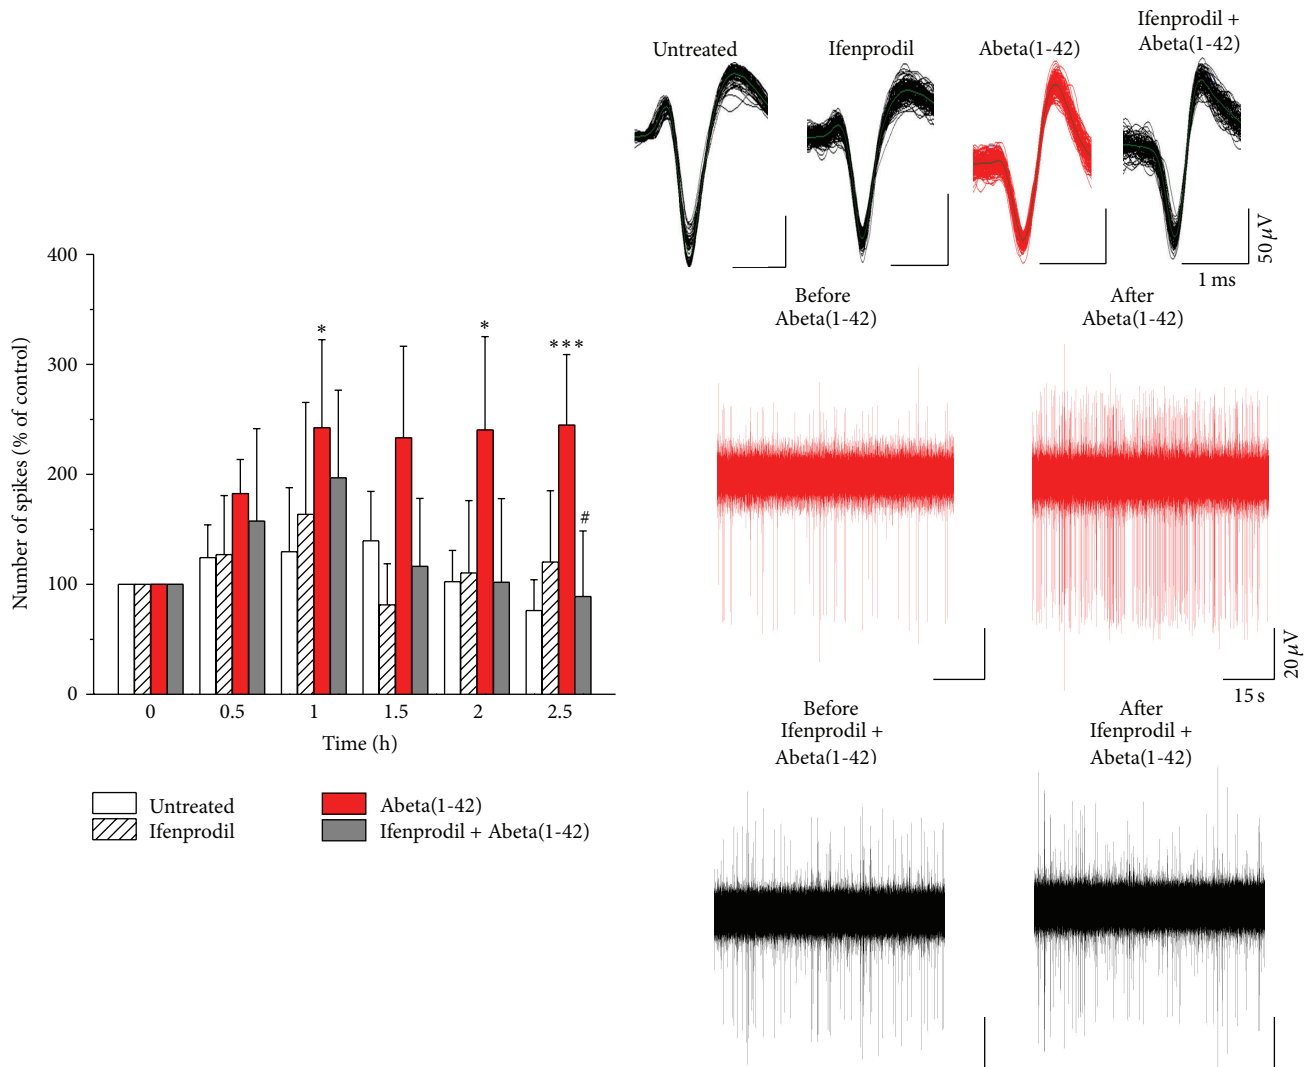 Untreated
Ifenprodil
Abeta(1-42)
Ifenprodil +
Abeta(1-42)
50 µV
1 ms
400
300
200
100
0
Number of spikes (% of control)
*
*
***
#
0
0.5
1
1.5
2
2.5
Time (h)
Untreated
Ifenprodil
Abeta(1-42)
Ifenprodil + Abeta(1-42)
Before
Abeta(1-42)
After
Abeta(1-42)
20 µV
15 s
Before
Ifenprodil +
Abeta(1-42)
After
Ifenprodil +
Abeta(1-42)